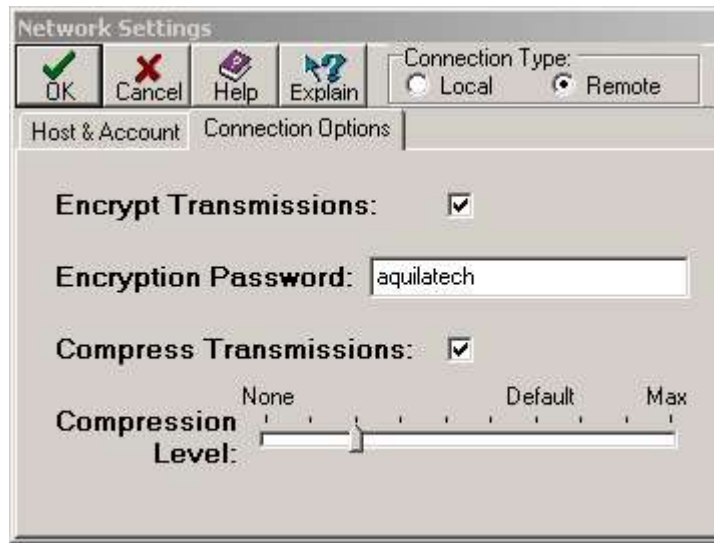 Network Settings
OK Cancel Help Explain
Connection Type:
Local Remote
Host & Account Connection Options
Encrypt Transmissions:
Encryption Password: aquilatech
Compress Transmissions:
None Default Max
Compression
Level: